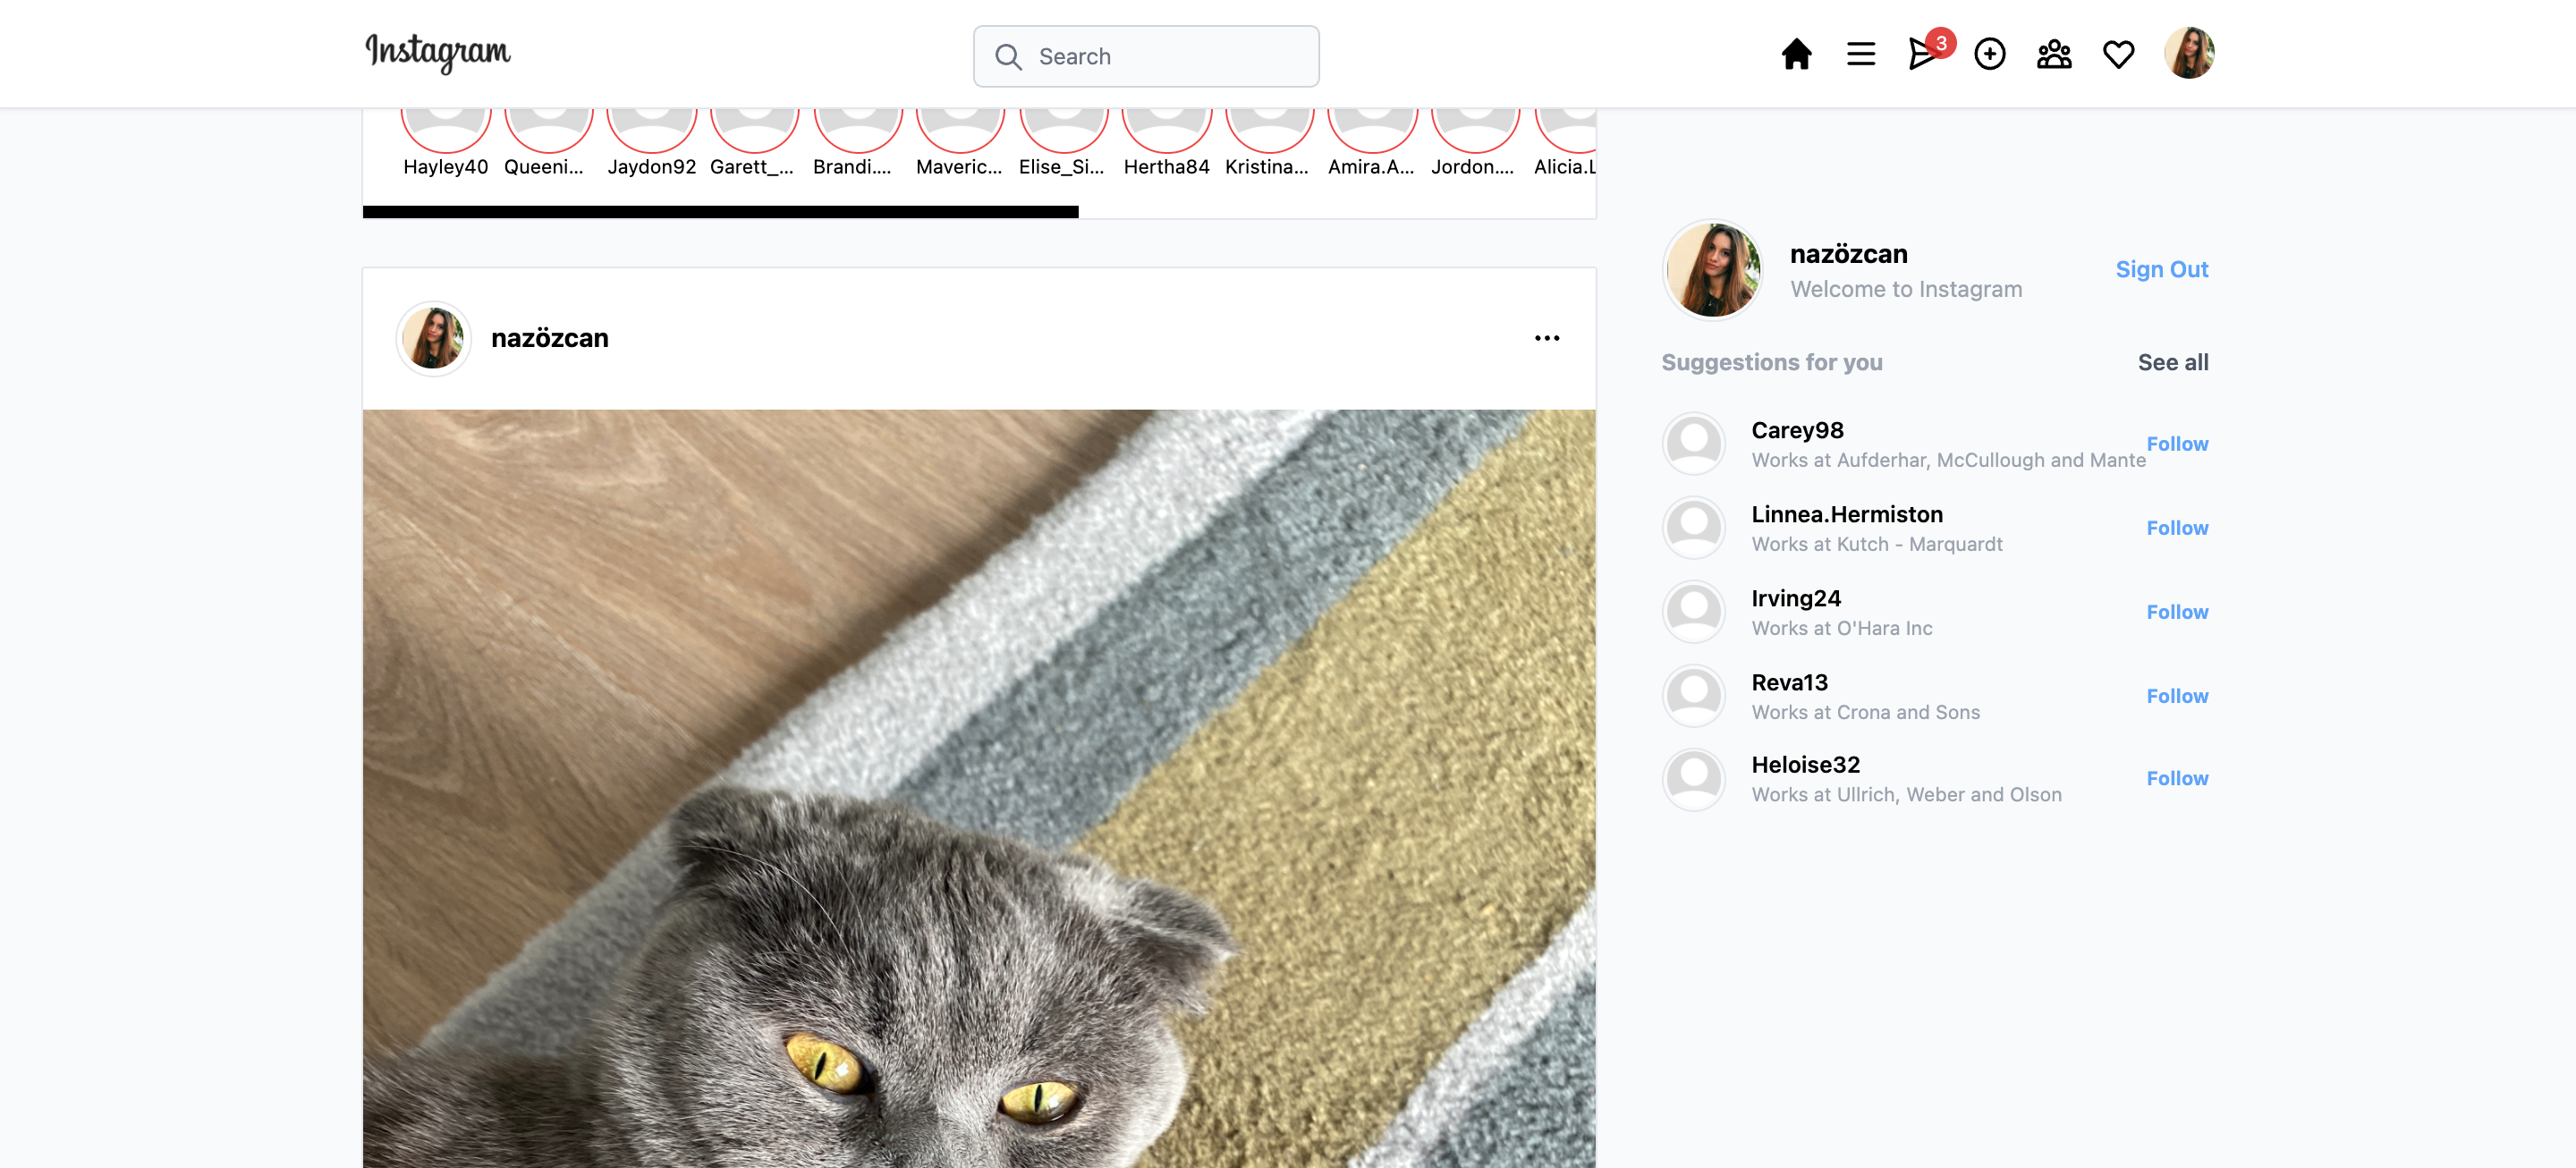 Instagram
Search
3
Hayley40 Queeni... Jaydon92 Garett_... Brandi.... Maveric... Elise_Si... Hertha84 Kristina... Amira.A... Jordon.... Alicia.L
nazözcan
Welcome to Instagram
Sign Out
nazözcan
Suggestions for you
See all
Carey98
Works at Aufderhar, McCullough and Mante
Follow
Linnea.Hermiston
Works at Kutch - Marquardt
Follow
Irving24
Works at O'Hara Inc
Follow
Reva13
Works at Crona and Sons
Follow
Heloise32
Works at Ullrich, Weber and Olson
Follow